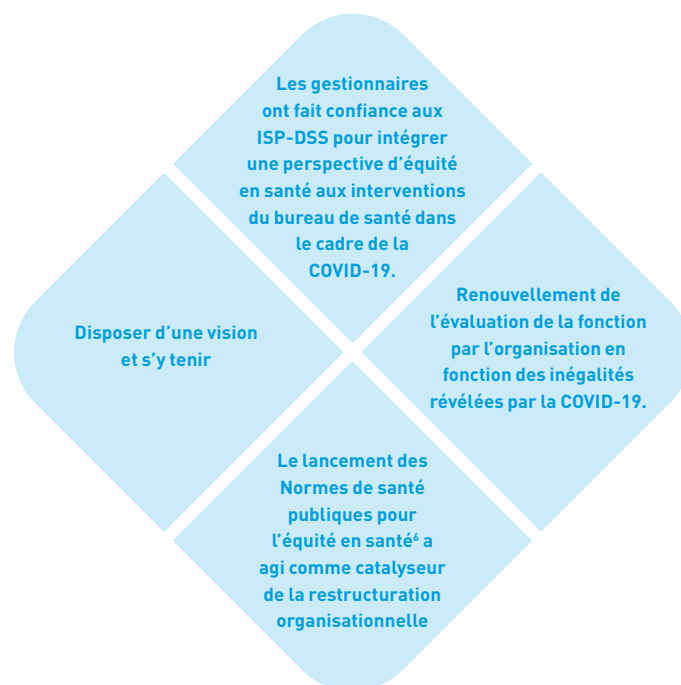 Les gestionnaires
ont fait confiance aux
ISP-DSS pour intégrer
une perspective d'équité
en santé aux interventions
du bureau de santé dans
le cadre de la
COVID-19.
Disposer d'une vision
et s'y tenir
Renouvellement de
l'évaluation de la fonction
par l'organisation en
fonction des inégalités
révélées par la COVID-19.
Le lancement des
Normes de santé
publiques pour
l'équité en santé⁶ a
agi comme catalyseur
de la restructuration
organisationnelle